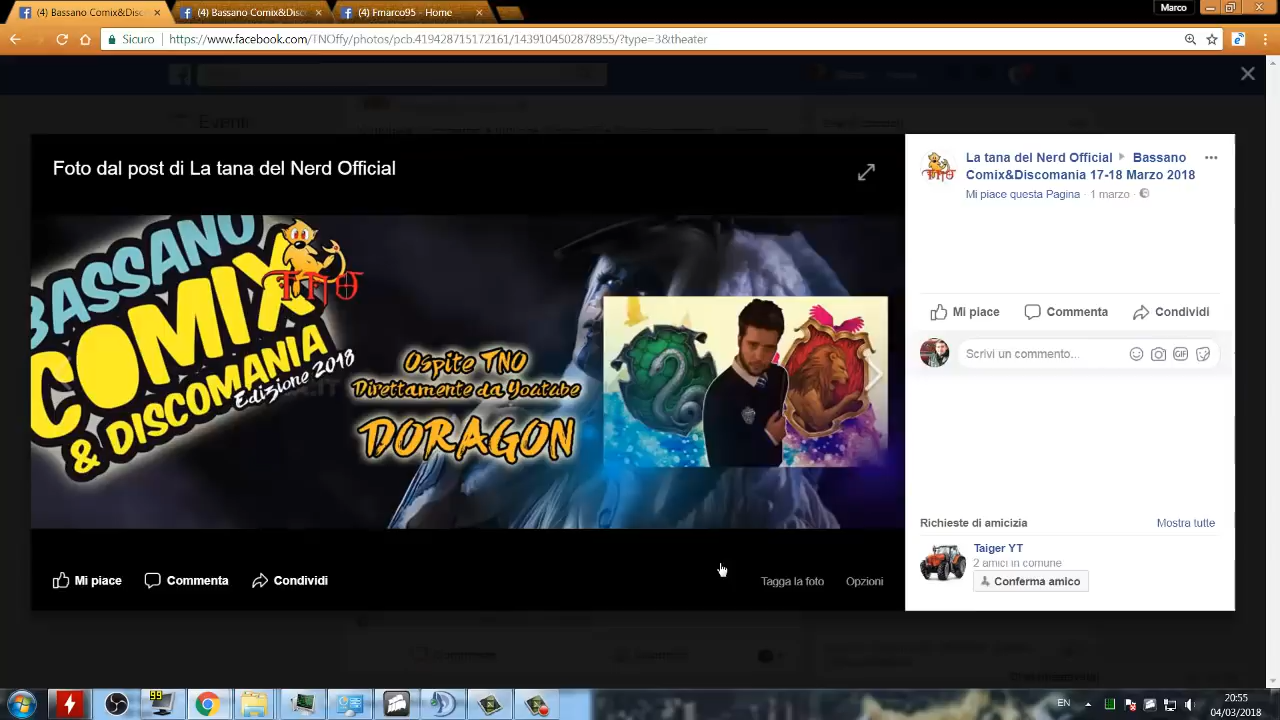 (4) Bassano Comix&Disc
(4) Bassano Comix&Disc
(4) Fmarco95 - Home
Marco
Sicuro
https://www.facebook.com/TNOffy/photos/pcb.419428715172161/1439104502878955/?type=3&theater
Eventi
Foto dal post di La tana del Nerd Official
BASSANO
COMIX
& DISCOMANIA
Edizione 2018
TNO
Ospite TNO
Direttamente da Youtube
DORAGON
Mi piace
Commenta
Condividi
Tagga la foto
Opzioni
La tana del Nerd Official
Bassano
Comix&Discomania 17-18 Marzo 2018
Mi piace questa Pagina · 1 marzo ·
TNO
Mi piace
Commenta
Condividi
Scrivi un commento...
GIF
Richieste di amicizia
Mostra tutte
Taiger YT
2 amici in comune
Conferma amico
99
EN
20:55
04/03/2018